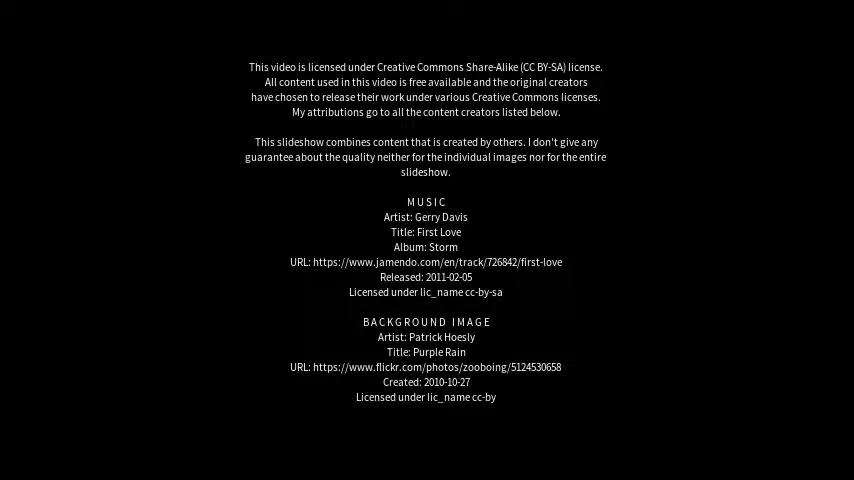 This video is licensed under Creative Commons Share-Alike (CC BY-SA) license.
All content used in this video is free available and the original creators
have chosen to release their work under various Creative Commons licenses.
My attributions go to all the content creators listed below.
This slideshow combines content that is created by others. I don't give any
guarantee about the quality neither for the individual images nor for the entire
slideshow.
MUSIC
Artist: Gerry Davis
Title: First Love
Album: Storm
URL: https://www.jamendo.com/en/track/726842/first-love
Released: 2011-02-05
Licensed under lic_name cc-by-sa
BACKGROUND IMAGE
Artist: Patrick Hoesly
Title: Purple Rain
URL: https://www.flickr.com/photos/zooboing/5124530658
Created: 2010-10-27
Licensed under lic_name cc-by